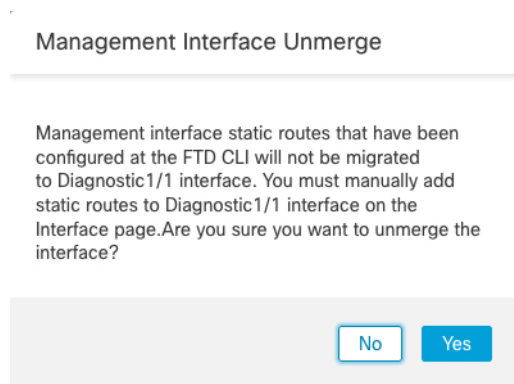 Management Interface Unmerge
Management interface static routes that have been
configured at the FTD CLI will not be migrated
to Diagnostic1/1 interface. You must manually add
static routes to Diagnostic1/1 interface on the
Interface page.Are you sure you want to unmerge the
interface?
No
Yes